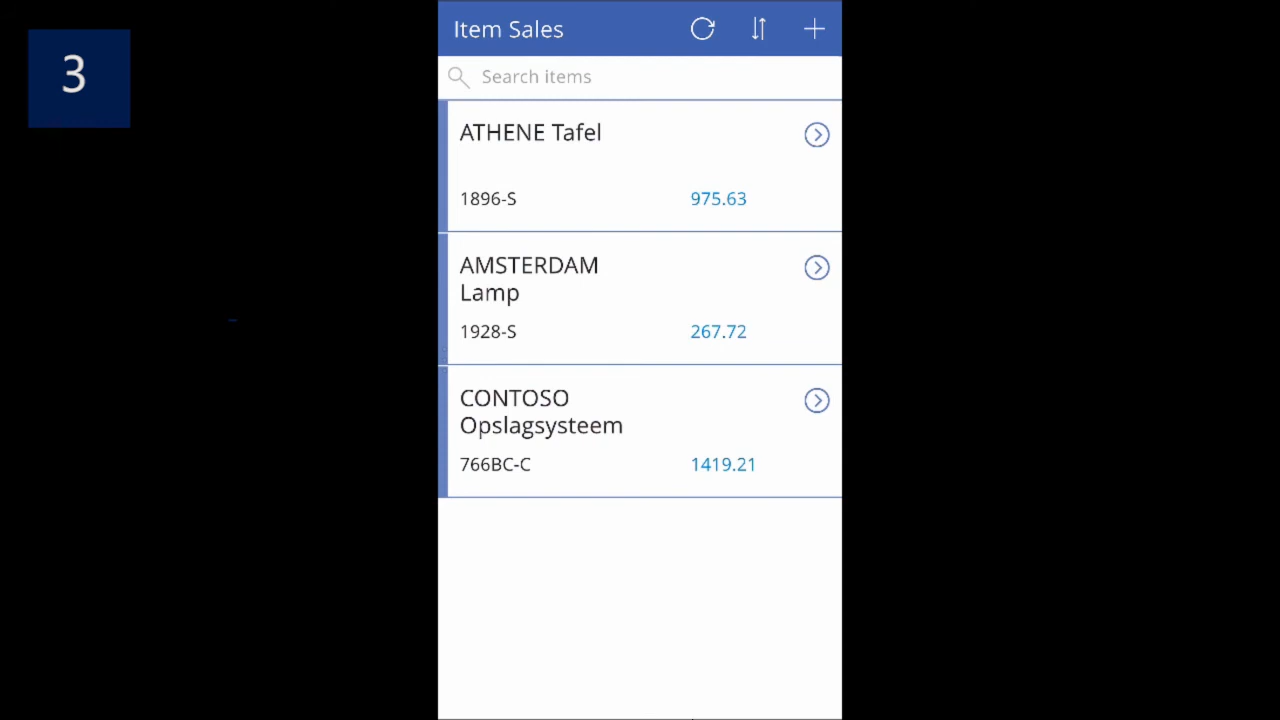 3
Item Sales
Search items
ATHENE Tafel
1896-S 975.63
AMSTERDAM
Lamp
1928-S 267.72
CONTOSO
Opslagsysteem
766BC-C 1419.21